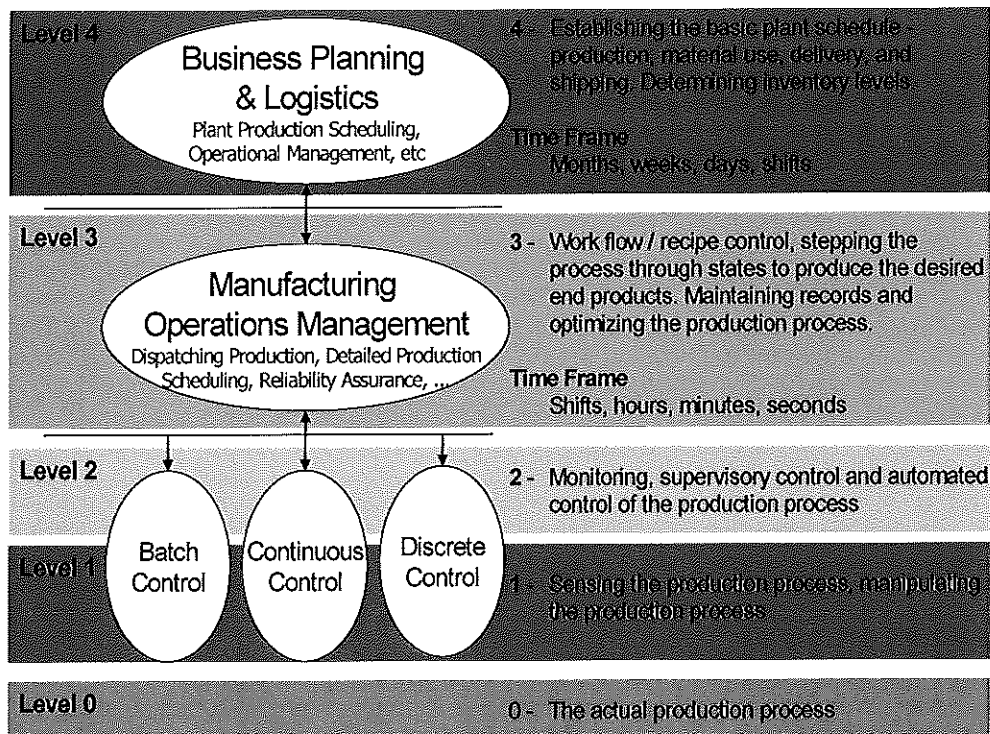 Level 4
Business Planning
& Logistics
Plant Production Scheduling,
Operational Management, etc
4 - Establishing the basic plant schedule -
production, material use, delivery, and
shipping. Determining inventory levels.
Time Frame
Months, weeks, days, shifts
Level 3
Manufacturing
Operations Management
Dispatching Production, Detailed Production
Scheduling, Reliability Assurance, ...
3 - Work flow / recipe control, stepping the
process through states to produce the desired
end products. Maintaining records and
optimizing the production process.
Time Frame
Shifts, hours, minutes, seconds
Level 2
2 - Monitoring, supervisory control and automated
control of the production process
Batch
Control
Continuous
Control
Discrete
Control
Level 1
1 - Sensing the production process, manipulating
the production process
Level 0
0 - The actual production process